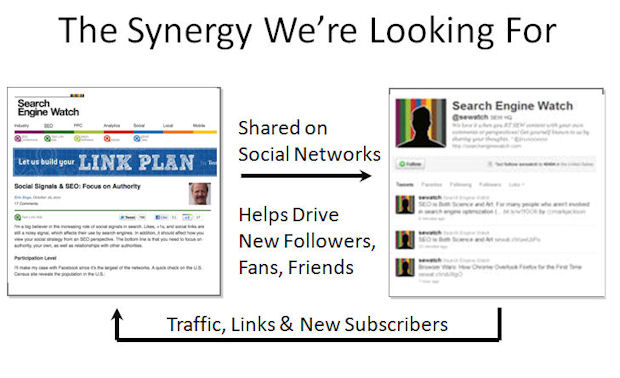 The Synergy We're Looking For
Search
Engine Watch
Industry SEO PPC Analytics Social Local Mobile
Let us build your LINK PLAN
Social Signals & SEO: Focus on Authority
17 Comments
I'm a big believer in the increasing role of social signals in search. Likes, +1s, and social links are
still a noisy signal, which affects their use by search engines. In addition, it should affect how you
view your social strategy from an SEO perspective. The bottom line is that you need to focus on
authority, your own, as well as relationships with other authorities.
Participation Level
I'll make my case with Facebook since it's the largest of the networks. A quick check on the U.S.
Census site reveals the population in the U.S.:
Shared on
Social Networks
Helps Drive
New Followers,
Fans, Friends
Search Engine Watch
@sewatch SEW HQ
Follow
Text follow sewatch to 40404 in the United States
Tweets Favorites Following Followers Lists
sewatch Search Engine Watch
SEO is Both Science and Art: For many people who aren't involved
in search engine optimization
sewatch Search Engine Watch
SEO is Both Science and Art
sewatch Search Engine Watch
Browser Wars: How Chrome Overtook Firefox for the First Time
Traffic, Links & New Subscribers